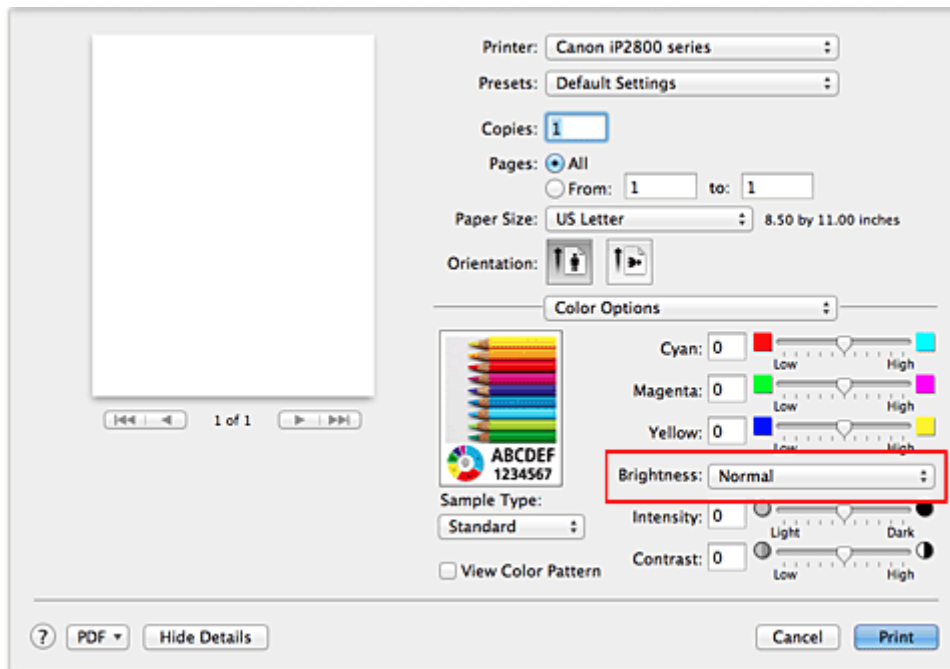 Printer: Canon iP2800 series
Presets: Default Settings
Copies: 1
Pages: All
From: 1 to: 1
Paper Size: US Letter 8.50 by 11.00 inches
Orientation:
Color Options
1 of 1
ABCDEF
1234567
Sample Type:
Standard
View Color Pattern
Cyan: 0
Low High
Magenta: 0
Low High
Yellow: 0
Low High
Brightness: Normal
Intensity: 0
Light Dark
Contrast: 0
Low High
? PDF Hide Details Cancel Print